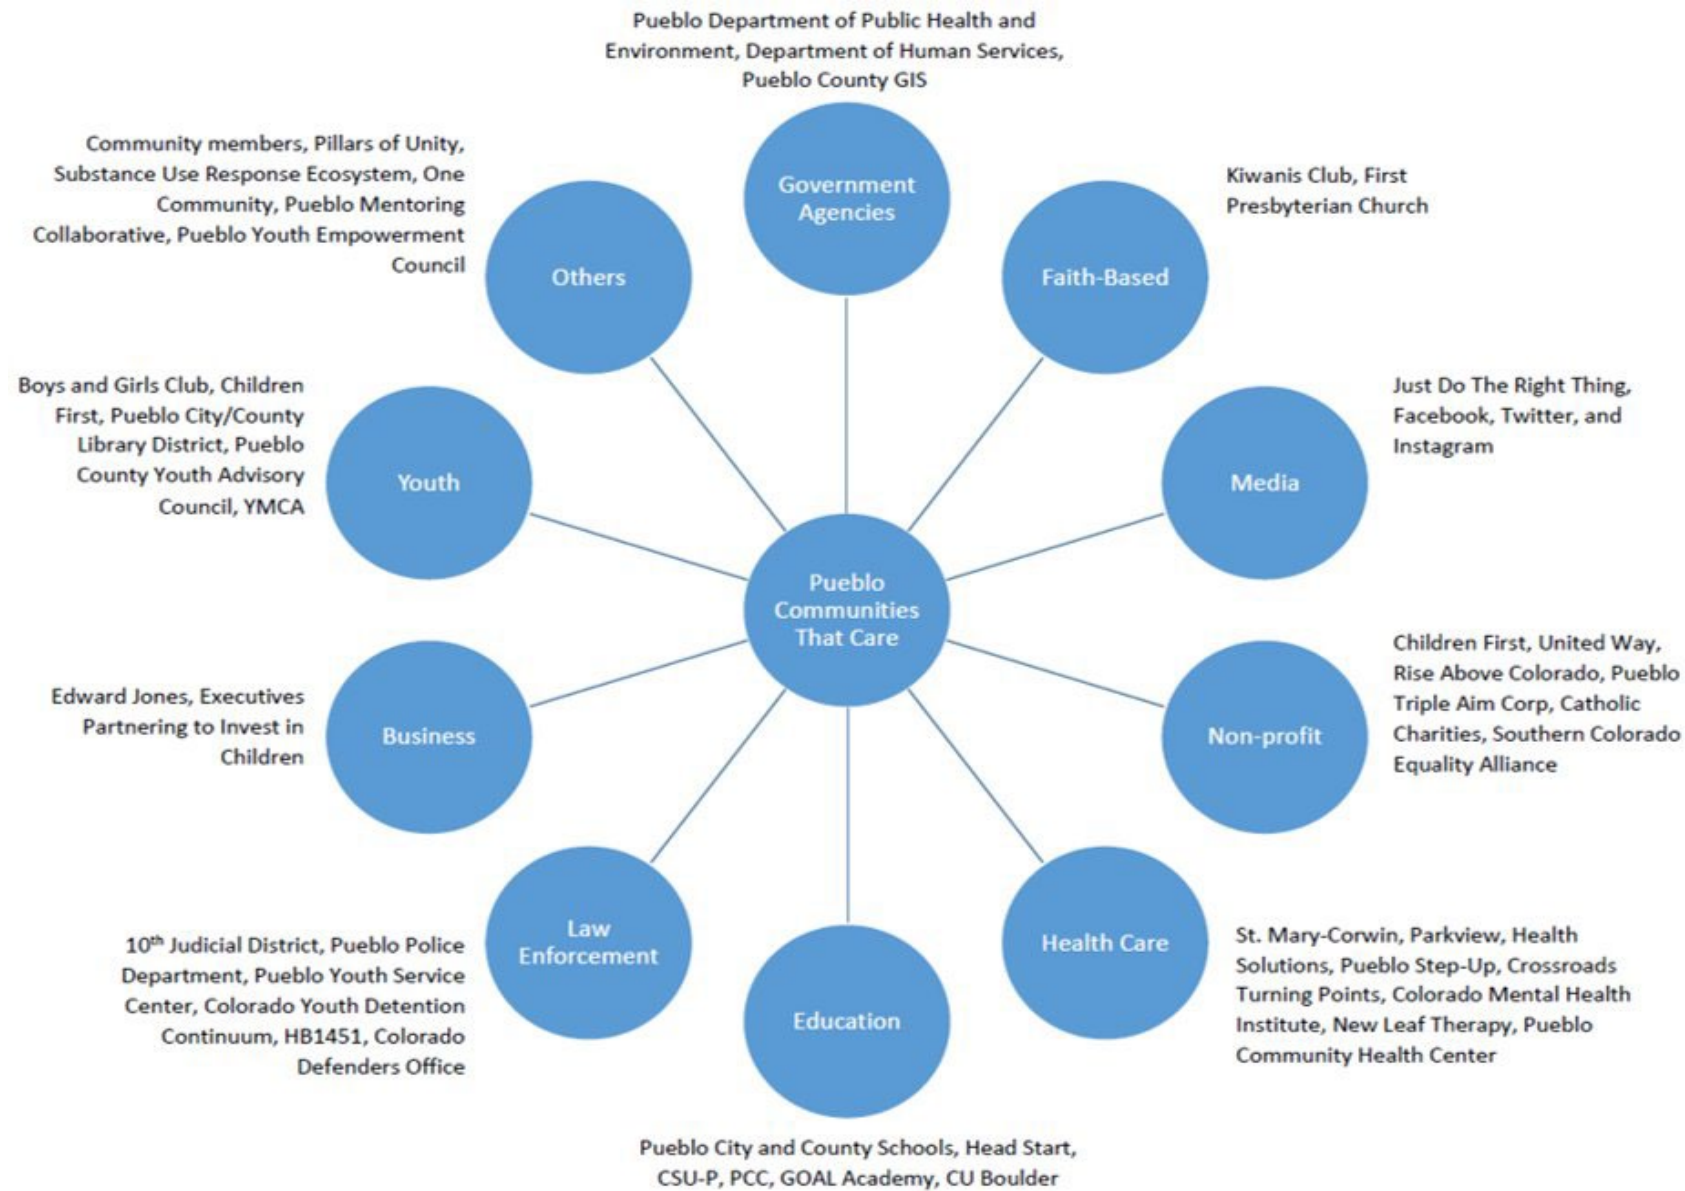 Pueblo Department of Public Health and
Environment, Department of Human Services,
Pueblo County GIS
Government
Agencies
Kiwanis Club, First
Presbyterian Church
Faith-Based
Just Do The Right Thing,
Facebook, Twitter, and
Instagram
Media
Children First, United Way,
Rise Above Colorado, Pueblo
Triple Aim Corp, Catholic
Charities, Southern Colorado
Equality Alliance
Non-profit
Health Care
St. Mary-Corwin, Parkview, Health
Solutions, Pueblo Step-Up, Crossroads
Turning Points, Colorado Mental Health
Institute, New Leaf Therapy, Pueblo
Community Health Center
Education
Pueblo City and County Schools, Head Start,
CSU-P, PCC, GOAL Academy, CU Boulder
Law
Enforcement
10th Judicial District, Pueblo Police
Department, Pueblo Youth Service
Center, Colorado Youth Detention
Continuum, HB1451, Colorado
Defenders Office
Business
Edward Jones, Executives
Partnering to Invest in
Children
Youth
Boys and Girls Club, Children
First, Pueblo City/County
Library District, Pueblo
County Youth Advisory
Council, YMCA
Others
Community members, Pillars of Unity,
Substance Use Response Ecosystem, One
Community, Pueblo Mentoring
Collaborative, Pueblo Youth Empowerment
Council
Pueblo
Communities
That Care